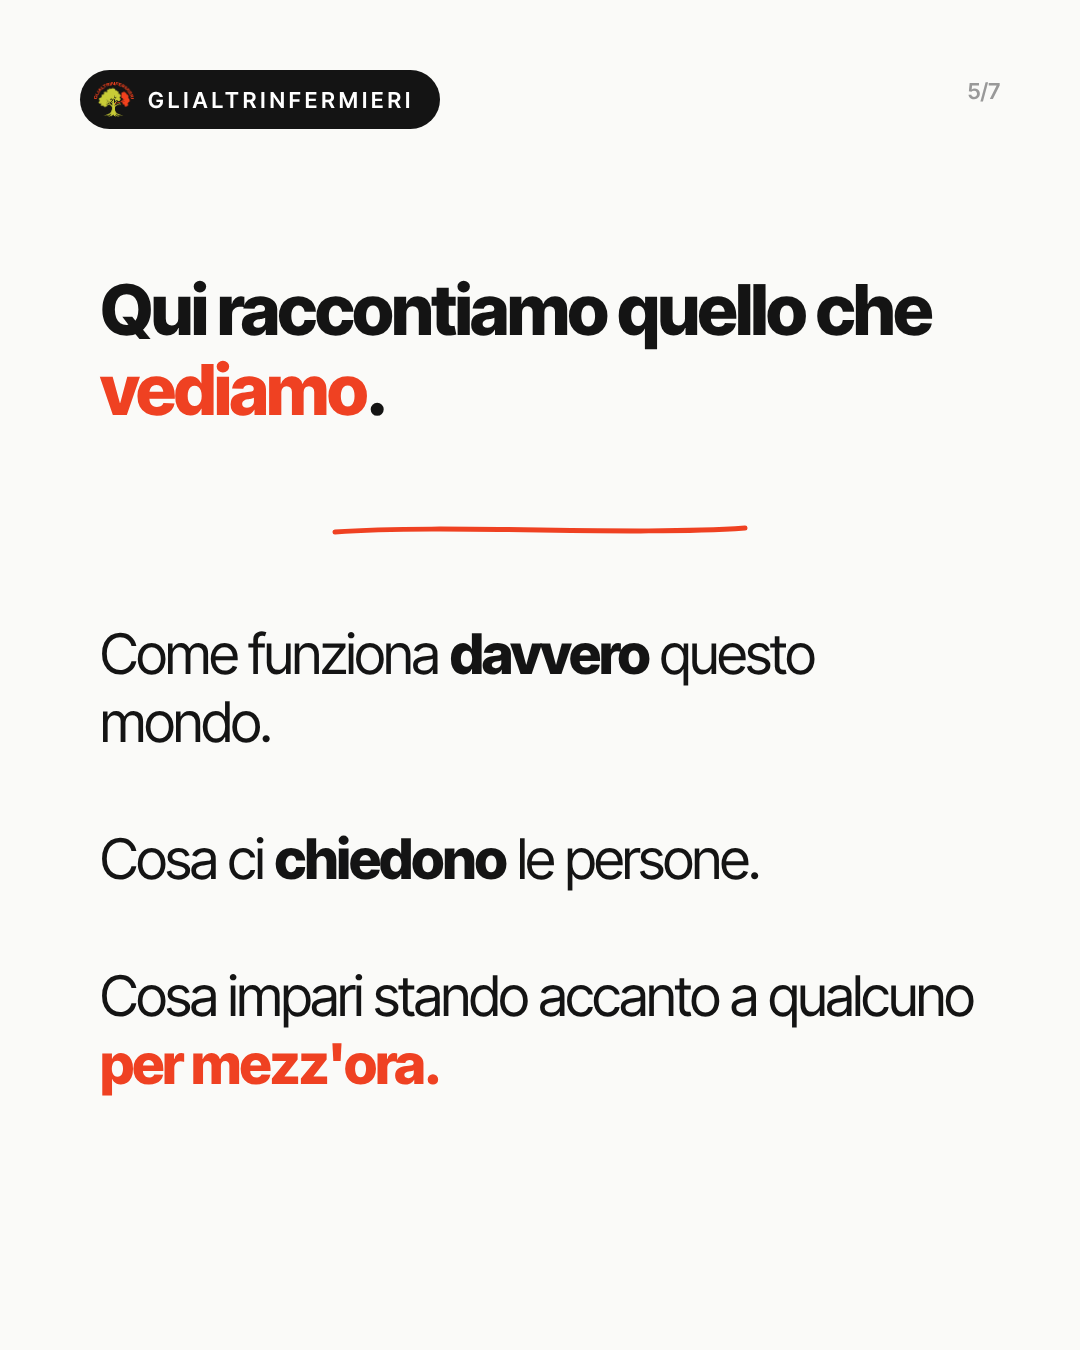 GLIALTRINFERMIERI
5/7
Qui raccontiamo quello che
vediamo.
Come funziona davvero questo
mondo.
Cosa ci chiedono le persone.
Cosa impari stando accanto a qualcuno
per mezz'ora.